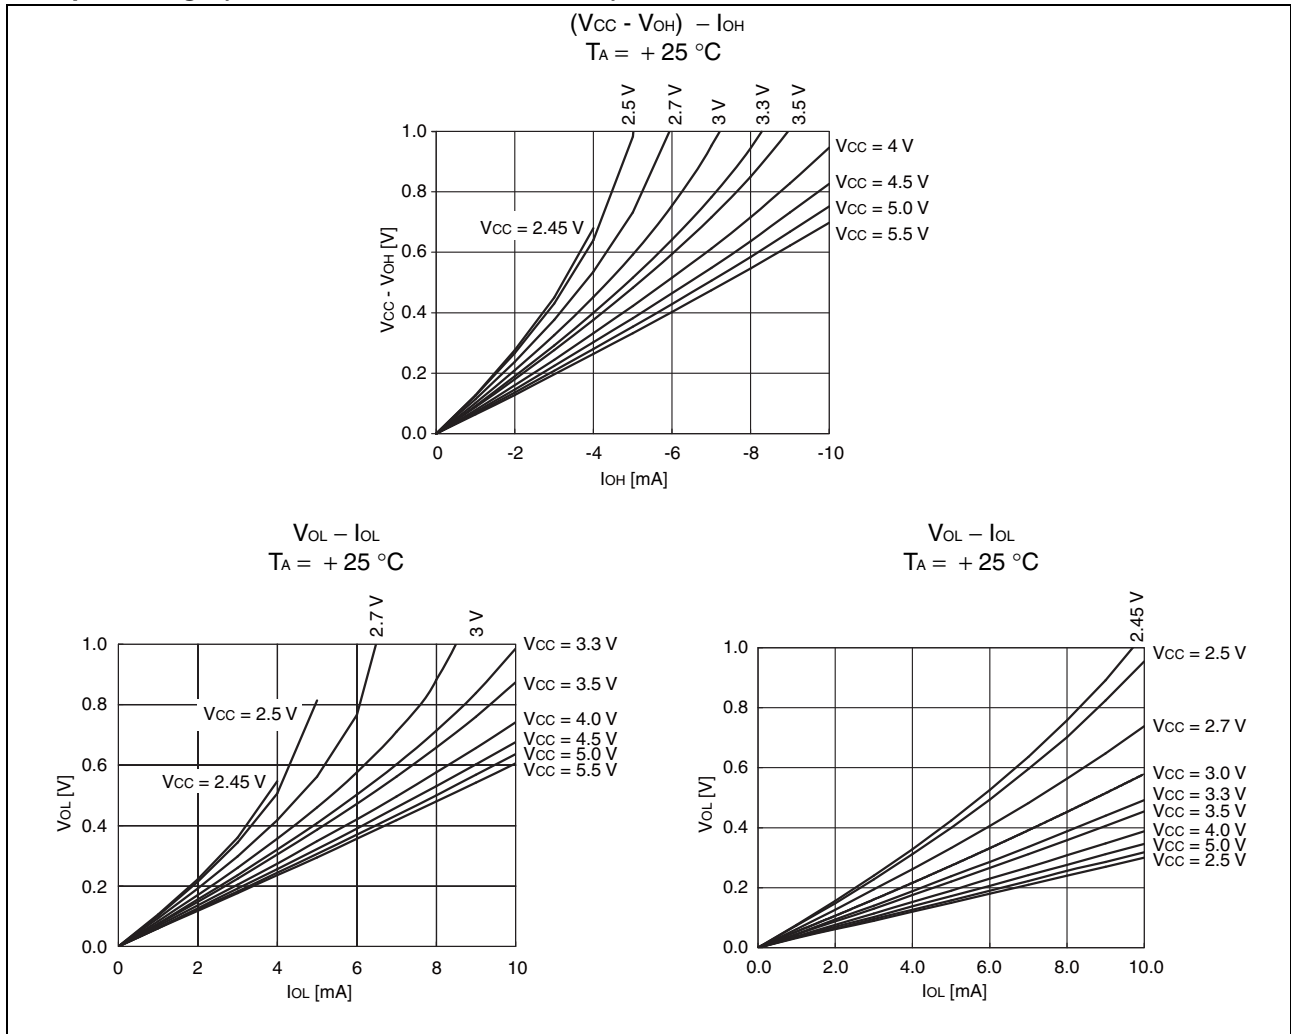 (VCC - VOH) – IOH
TA = + 25 °C
2.5 V
2.7 V
3 V
3.3 V
3.5 V
1.0
0.8
0.6
0.4
0.2
0.0
VCC - VOH [V]
VCC = 2.45 V
VCC = 4 V
VCC = 4.5 V
VCC = 5.0 V
VCC = 5.5 V
0
-2
-4
-6
-8
-10
IOH [mA]
VOL – IOL
TA = + 25 °C
2.7 V
3 V
1.0
0.8
0.6
0.4
0.2
0.0
VOL [V]
VCC = 2.5 V
VCC = 2.45 V
VCC = 3.3 V
VCC = 3.5 V
VCC = 4.0 V
VCC = 4.5 V
VCC = 5.0 V
VCC = 5.5 V
0
2
4
6
8
10
IOL [mA]
VOL – IOL
TA = + 25 °C
2.45 V
1.0
0.8
0.6
0.4
0.2
0.0
VOL [V]
VCC = 2.5 V
VCC = 2.7 V
VCC = 3.0 V
VCC = 3.3 V
VCC = 3.5 V
VCC = 4.0 V
VCC = 5.0 V
VCC = 2.5 V
0.0
2.0
4.0
6.0
8.0
10.0
IOL [mA]